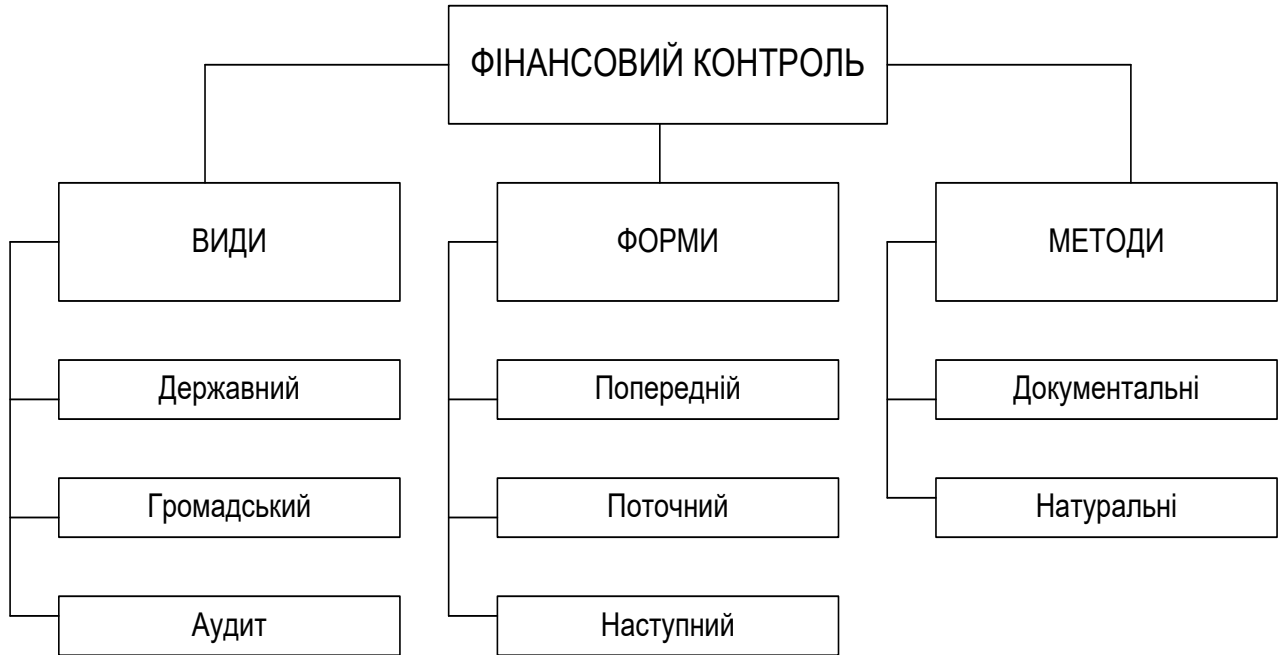 ФІНАНСОВИЙ КОНТРОЛЬ
ВИДИ
Державний
Громадський
Аудит
ФОРМИ
Попередній
Поточний
Наступний
МЕТОДИ
Документальні
Натуральні